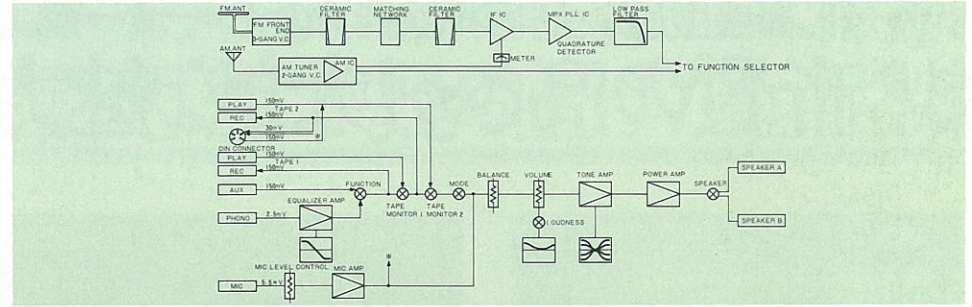 FM.ANT
FM FRONT
END
3-GANG V.C.
CERAMIC
FILTER
MATCHING
NETWORK
CERAMIC
FILTER
IF IC
MPX PLL IC
LOW PASS
FILTER
QUADRATURE
DETECTOR
METER
AM.ANT
AM TUNER
2-GANG V.C.
AM IC
TO FUNCTION SELECTOR
PLAY
150mV
TAPE 2
REC
150mV
30mV
150mV
DIN CONNECTOR
PLAY
150mV
TAPE 1
REC
150mV
AUX
150mV
FUNCTION
TAPE
MONITOR 1
TAPE
MONITOR 2
MODE
BALANCE
VOLUME
TONE AMP
POWER AMP
SPEAKER
SPEAKER A
SPEAKER B
LOUDNESS
EQUALIZER AMP
PHONO
2.5mV
MIC LEVEL CONTROL
MIC AMP
MIC
5.5mV